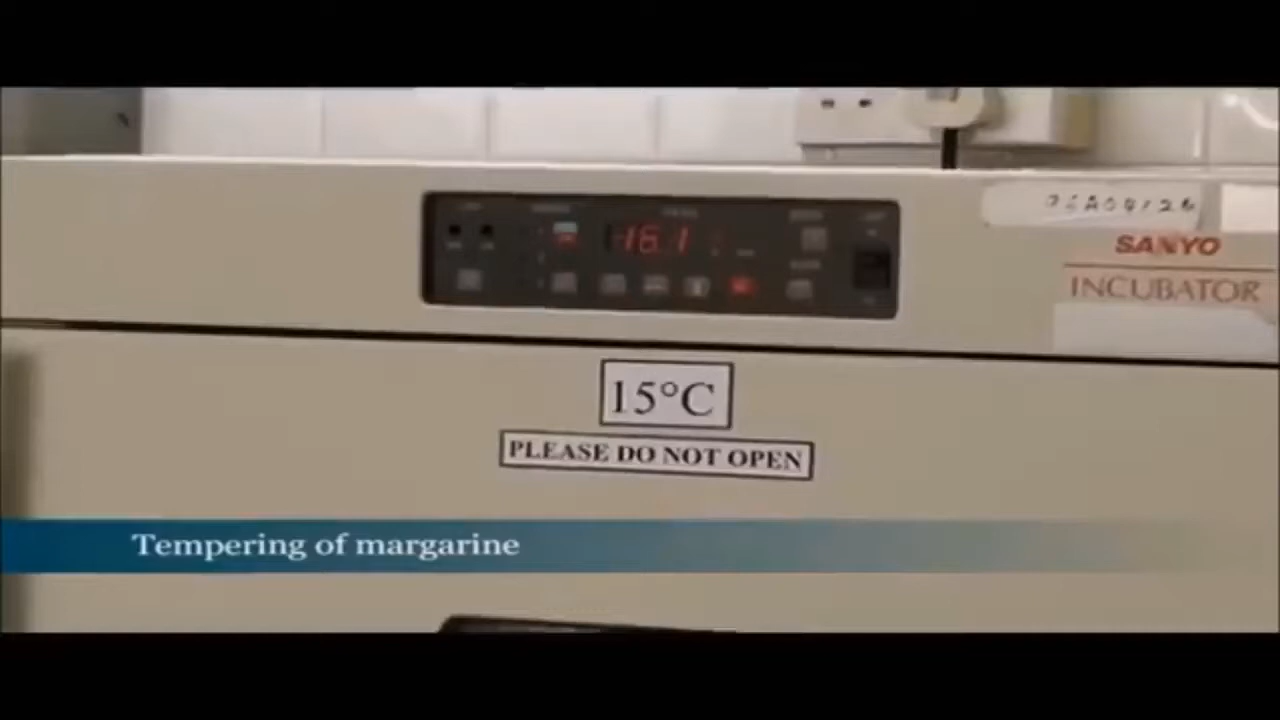 16.1
SANYO
INCUBATOR
15°C
PLEASE DO NOT OPEN
Tempering of margarine